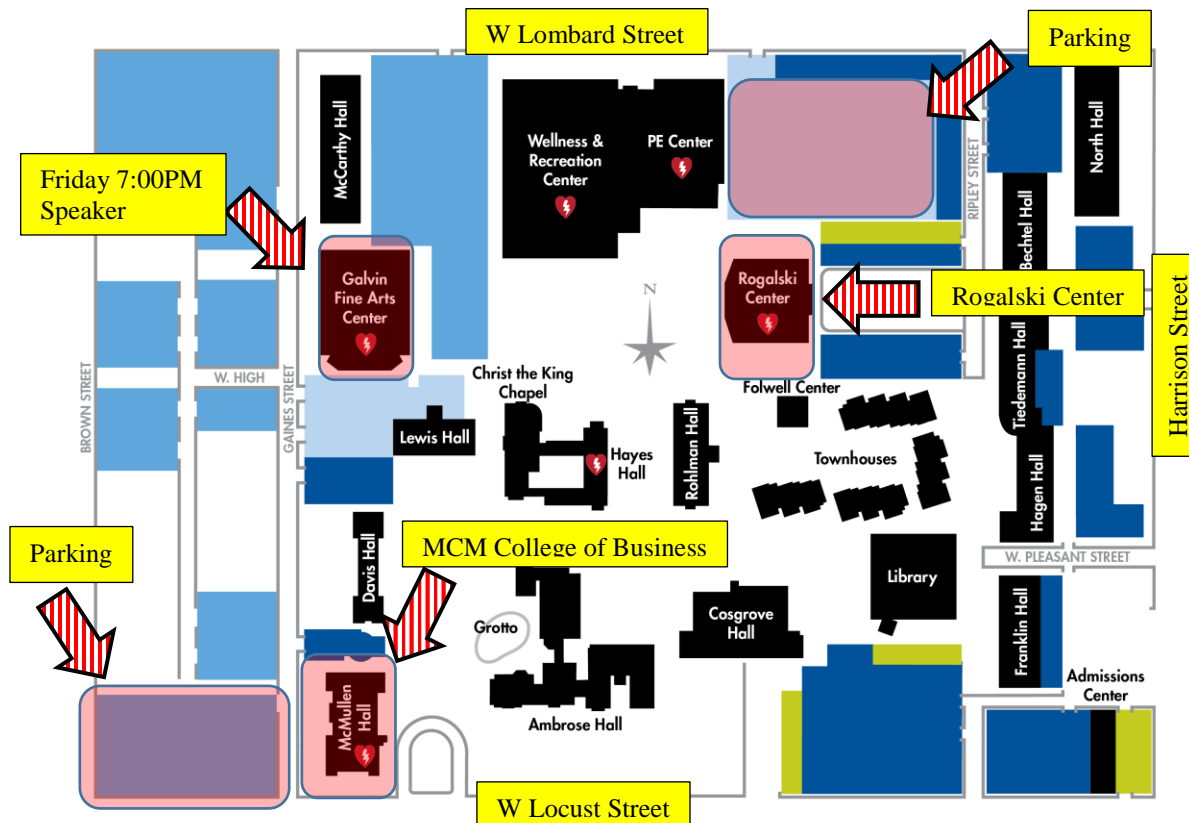 W Lombard Street
Parking
McCarthy Hall
Wellness &
Recreation
Center
PE Center
RIPLEY STREET
North Hall
Friday 7:00PM
Speaker
Galvin
Fine Arts
Center
N
Rogalski
Center
Rogalski Center
Bechtel Hall
Tiedemann Hall
Harrison Street
W. HIGH
BROWN STREET
GAINES STREET
Christ the King
Chapel
Folwell Center
Lewis Hall
Hayes
Hall
Rohlman Hall
Townhouses
Hagen Hall
Parking
MCM College of Business
W. PLEASANT STREET
Davis Hall
Library
Grotto
Cosgrove
Hall
Franklin Hall
Admissions
Center
McMullen
Hall
Ambrose Hall
W Locust Street